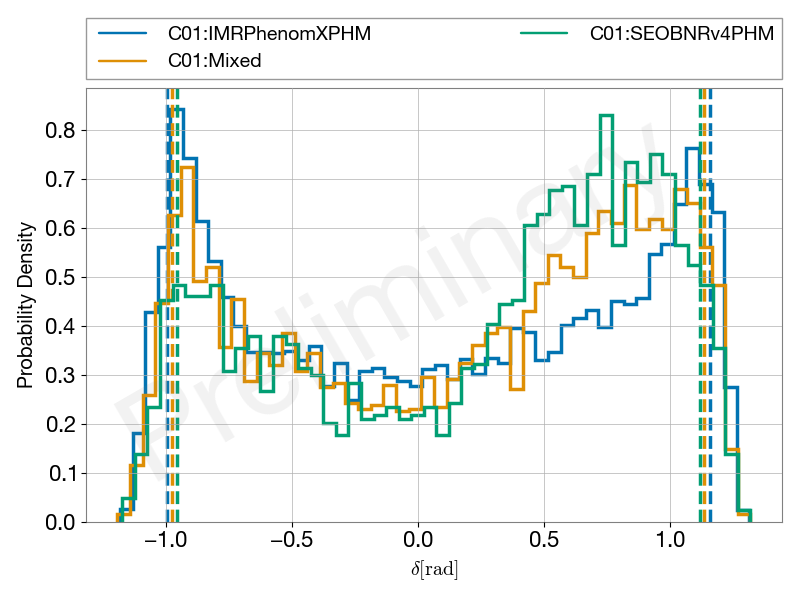 C01:IMRPhenomXPHM
C01:Mixed
C01:SEOBNRv4PHM
Preliminary
Probability Density
0.8
0.7
0.6
0.5
0.4
0.3
0.2
0.1
0.0
−1.0 −0.5 0.0 0.5 1.0
δ[rad]